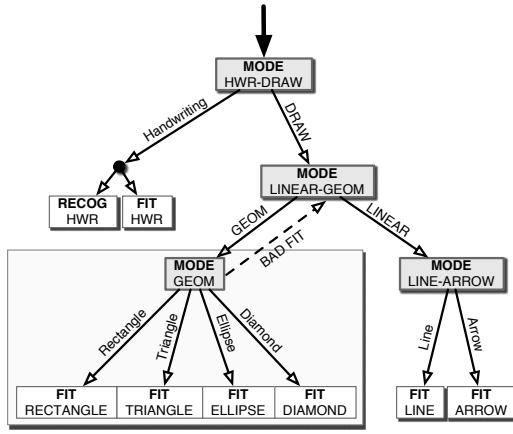 MODE
HWR-DRAW
Handwriting
DRAW
MODE
LINEAR-GEOM
RECOG
HWR
FIT
HWR
GEOM
BAD FIT
LINEAR
MODE
GEOM
MODE
LINE-ARROW
Rectangle
Triangle
Ellipse
Diamond
Line
Arrow
FIT
RECTANGLE
FIT
TRIANGLE
FIT
ELLIPSE
FIT
DIAMOND
FIT
LINE
FIT
ARROW